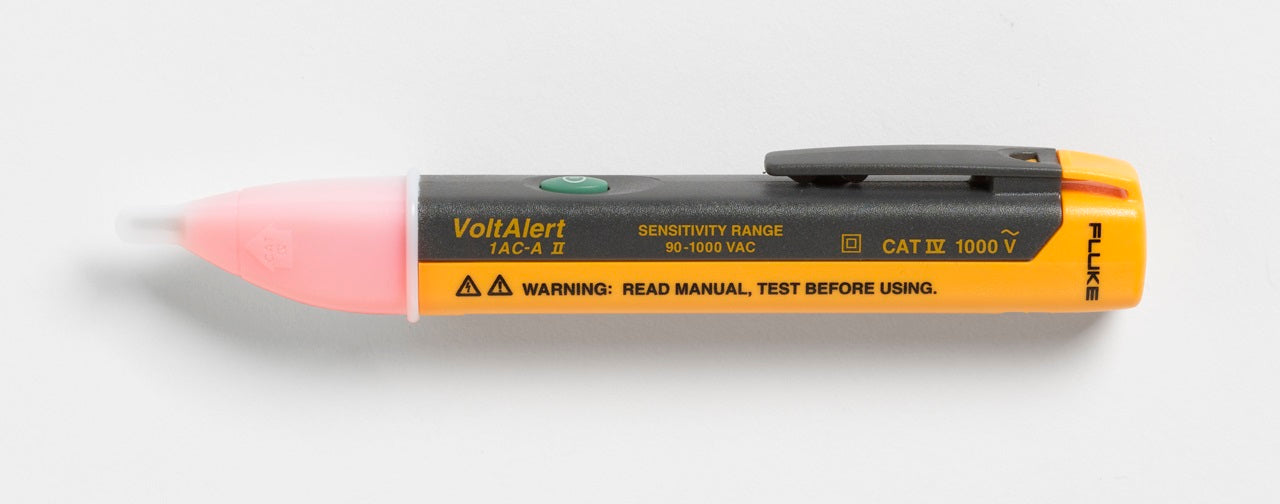 VoltAlert
1AC-A II
SENSITIVITY RANGE
90-1000 VAC
CAT IV 1000 V
FLUKE
WARNING: READ MANUAL, TEST BEFORE USING.